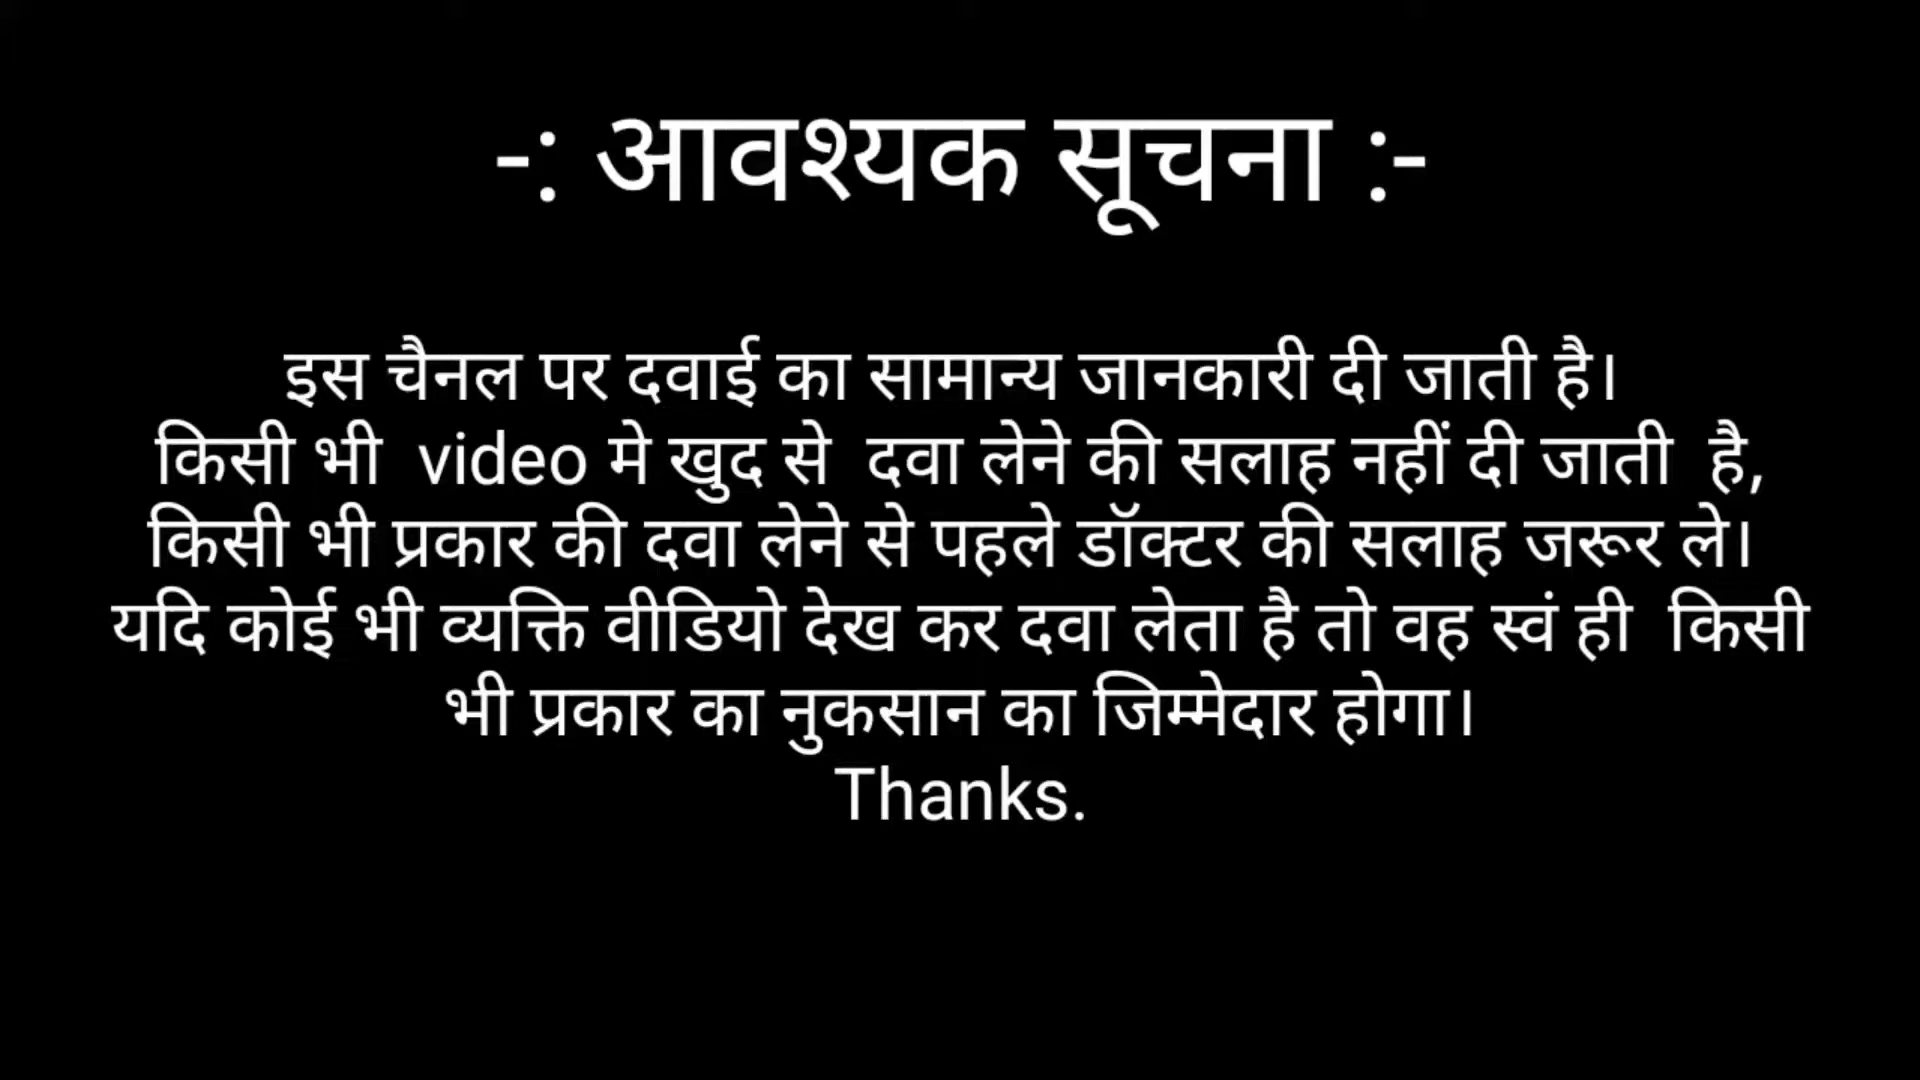 -: आवश्यक सूचना :-
इस चैनल पर दवाई का सामान्य जानकारी दी जाती है।
किसी भी video मे खुद से दवा लेने की सलाह नहीं दी जाती है,
किसी भी प्रकार की दवा लेने से पहले डॉक्टर की सलाह जरूर ले।
यदि कोई भी व्यक्ति वीडियो देख कर दवा लेता है तो वह स्वं ही किसी
भी प्रकार का नुकसान का जिम्मेदार होगा।
Thanks.